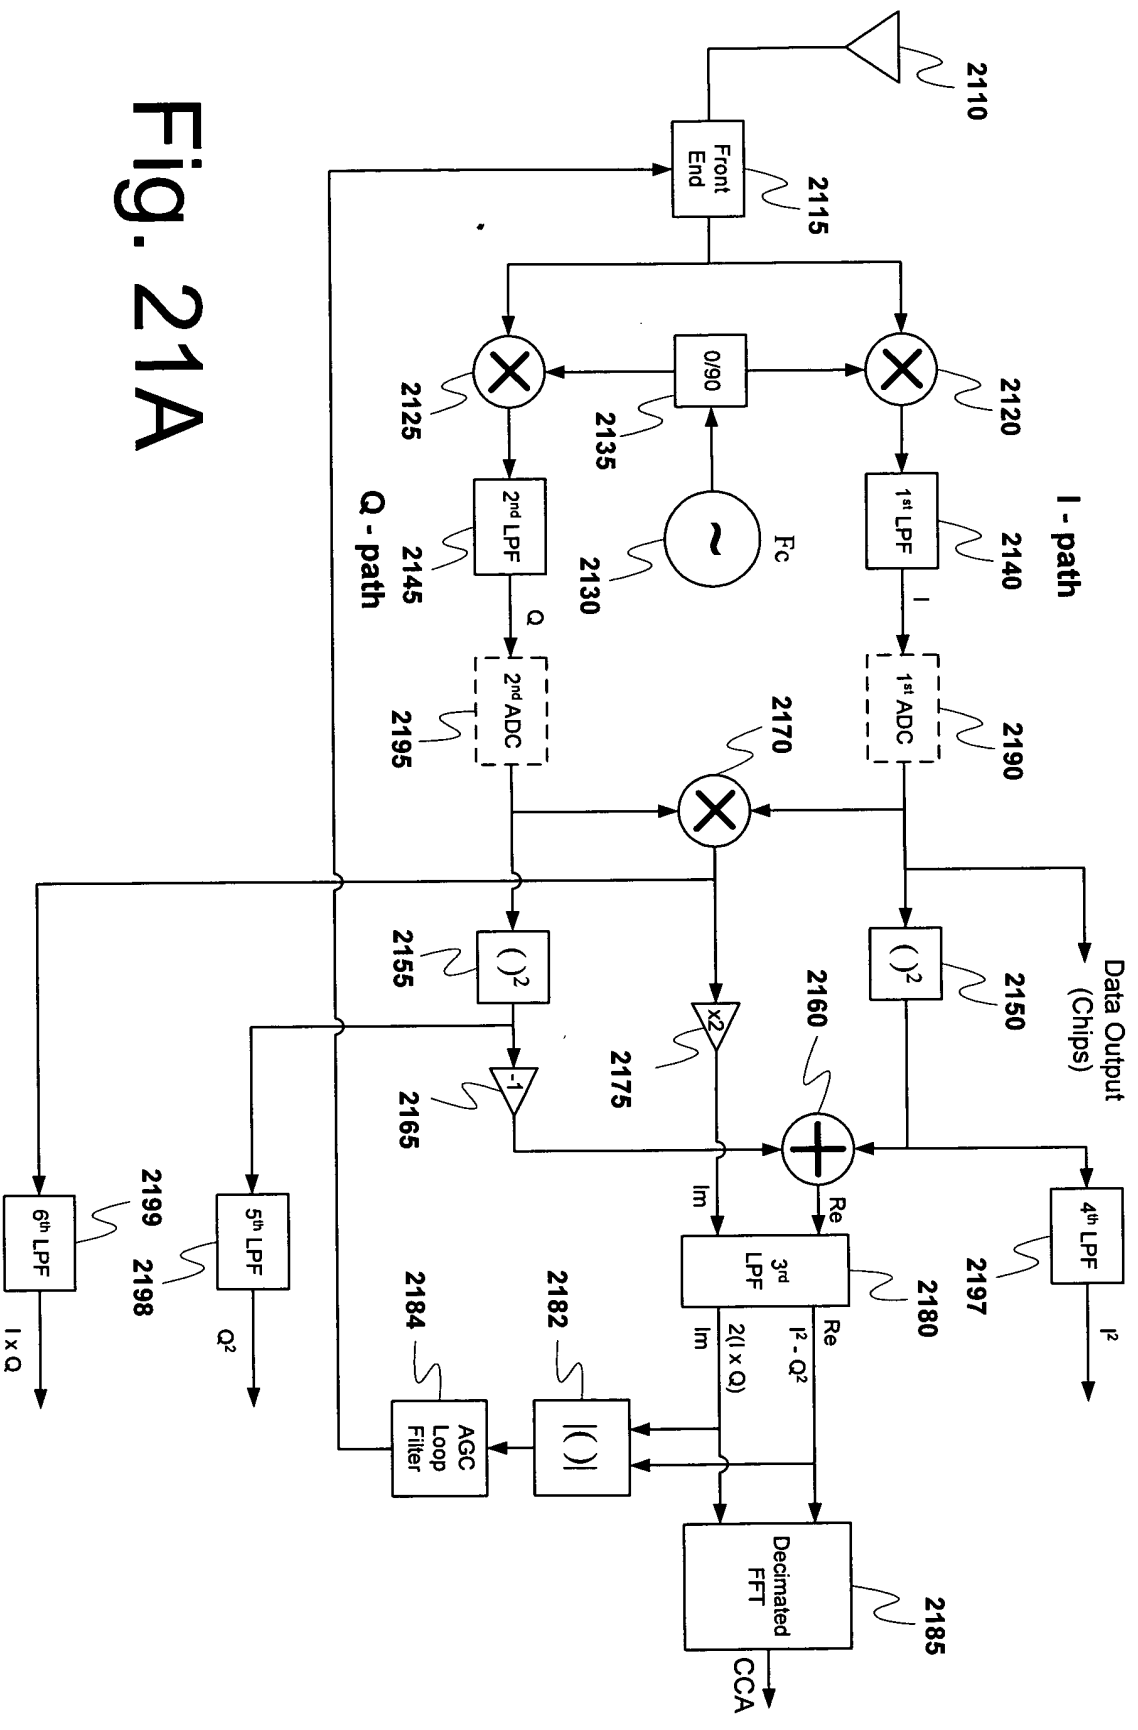 2110
Front
End
2115
2120
2125
0/90
2135
Fc
2130
I - path
1st LPF
2140
I
Q - path
2nd LPF
2145
Q
1st ADC
2190
2nd ADC
2195
2170
Data Output
(Chips)
( )²
2150
( )²
2155
x2
2175
-1
2165
2160
4th LPF
2197
I²
Re
Im
3rd
LPF
2180
Re
I² - Q²
2(I x Q)
Im
5th LPF
2198
Q²
6th LPF
2199
I x Q
|( )|
2182
AGC
Loop
Filter
2184
Decimated
FFT
2185
CCA
Fig. 21A